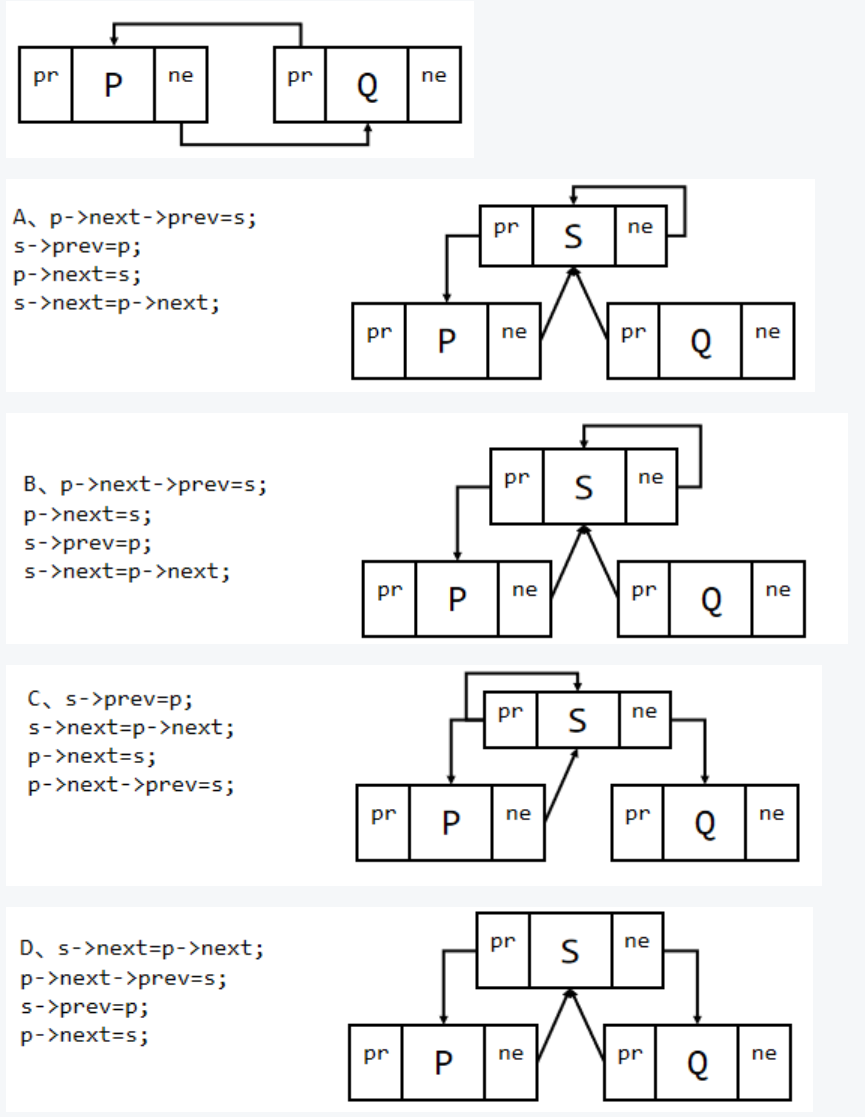 pr P ne pr Q ne
A、p->next->prev=s;
s->prev=p;
p->next=s;
s->next=p->next;
pr S ne
pr P ne pr Q ne
B、p->next->prev=s;
p->next=s;
s->prev=p;
s->next=p->next;
pr S ne
pr P ne pr Q ne
C、s->prev=p;
s->next=p->next;
p->next=s;
p->next->prev=s;
pr S ne
pr P ne pr Q ne
D、s->next=p->next;
p->next->prev=s;
s->prev=p;
p->next=s;
pr S ne
pr P ne pr Q ne